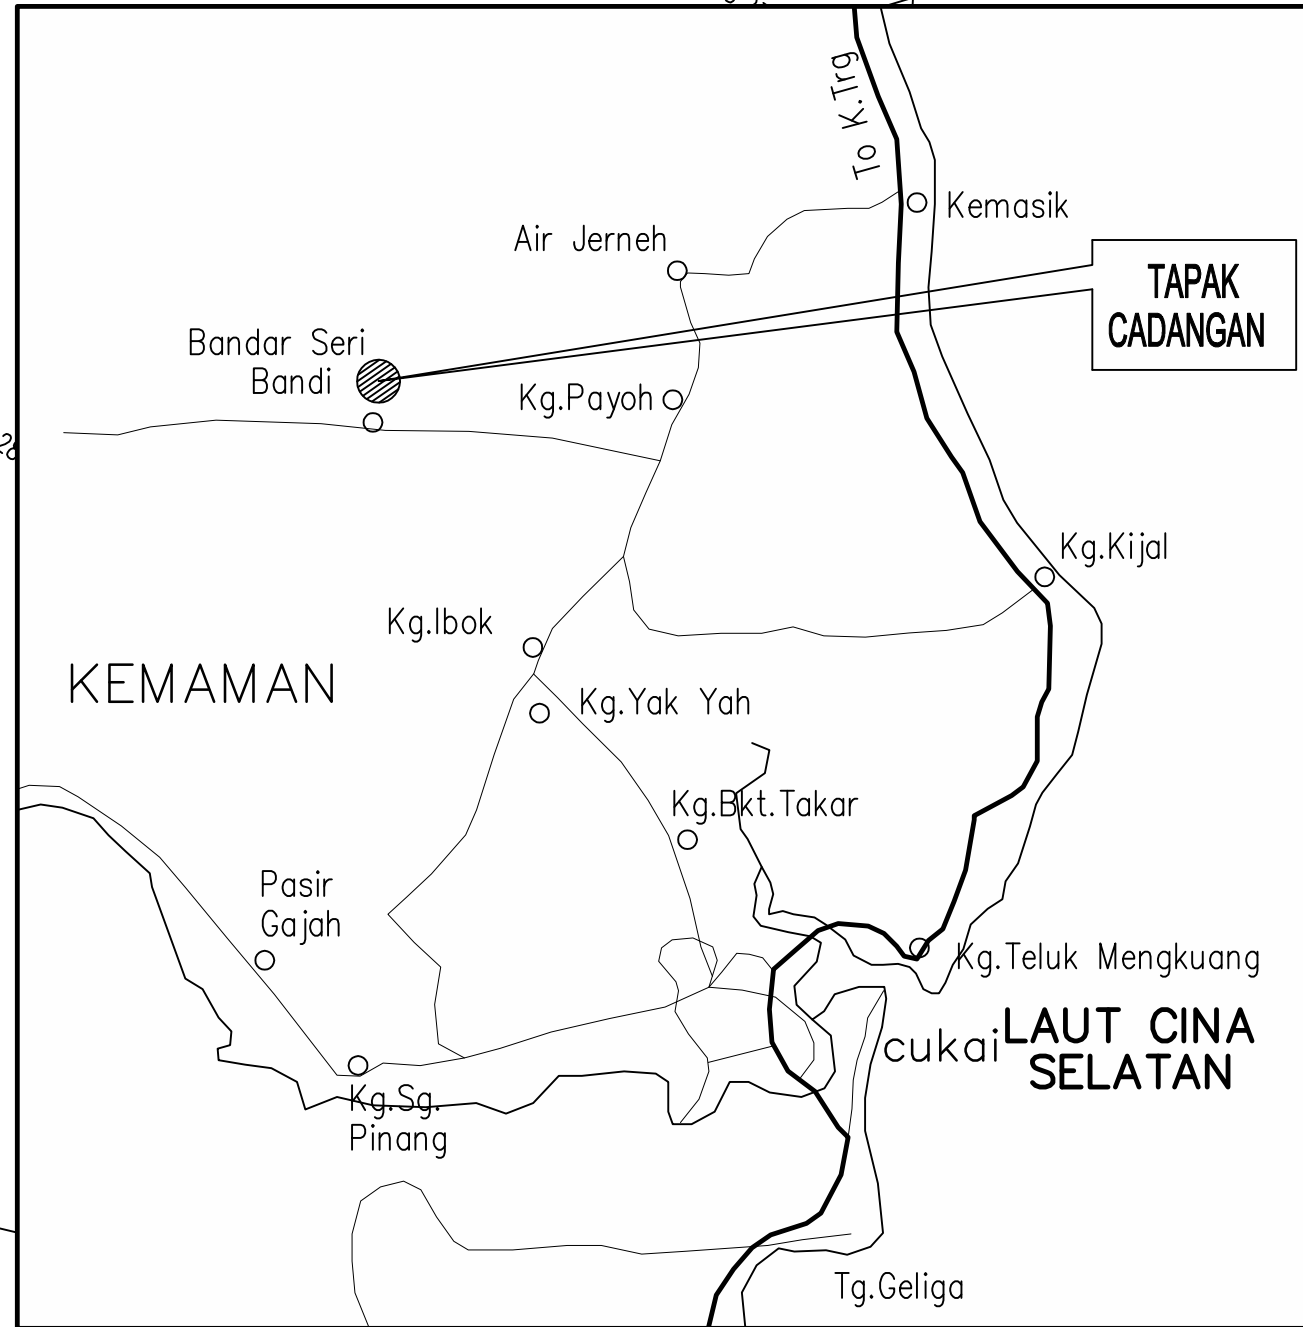 To K.Trg
Kemasik
Air Jerneh
TAPAK
CADANGAN
Bandar Seri
Bandi
Kg.Payoh
28
Kg.Kijal
Kg.Ibok
KEMAMAN
Kg.Yak Yah
Kg.Bkt.Takar
Pasir
Gajah
Kg.Teluk Mengkuang
cukai
LAUT CINA
SELATAN
Kg.Sg.
Pinang
Tg.Geliga